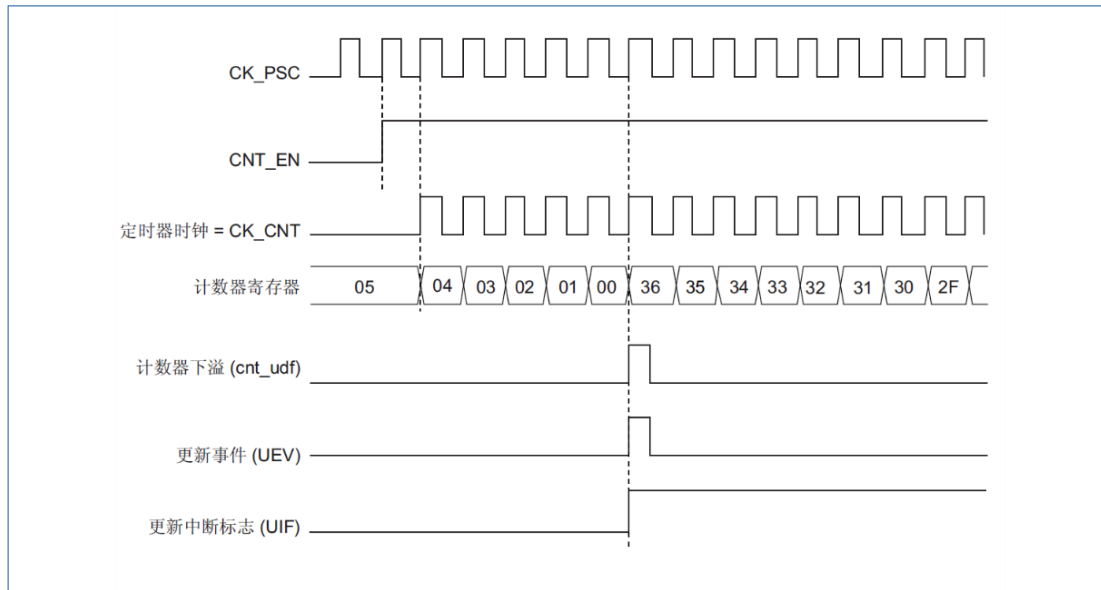 CK_PSC
CNT_EN
定时器时钟 = CK_CNT
计数器寄存器 05 04 03 02 01 00 36 35 34 33 32 31 30 2F
计数器下溢 (cnt_udf)
更新事件 (UEV)
更新中断标志 (UIF)